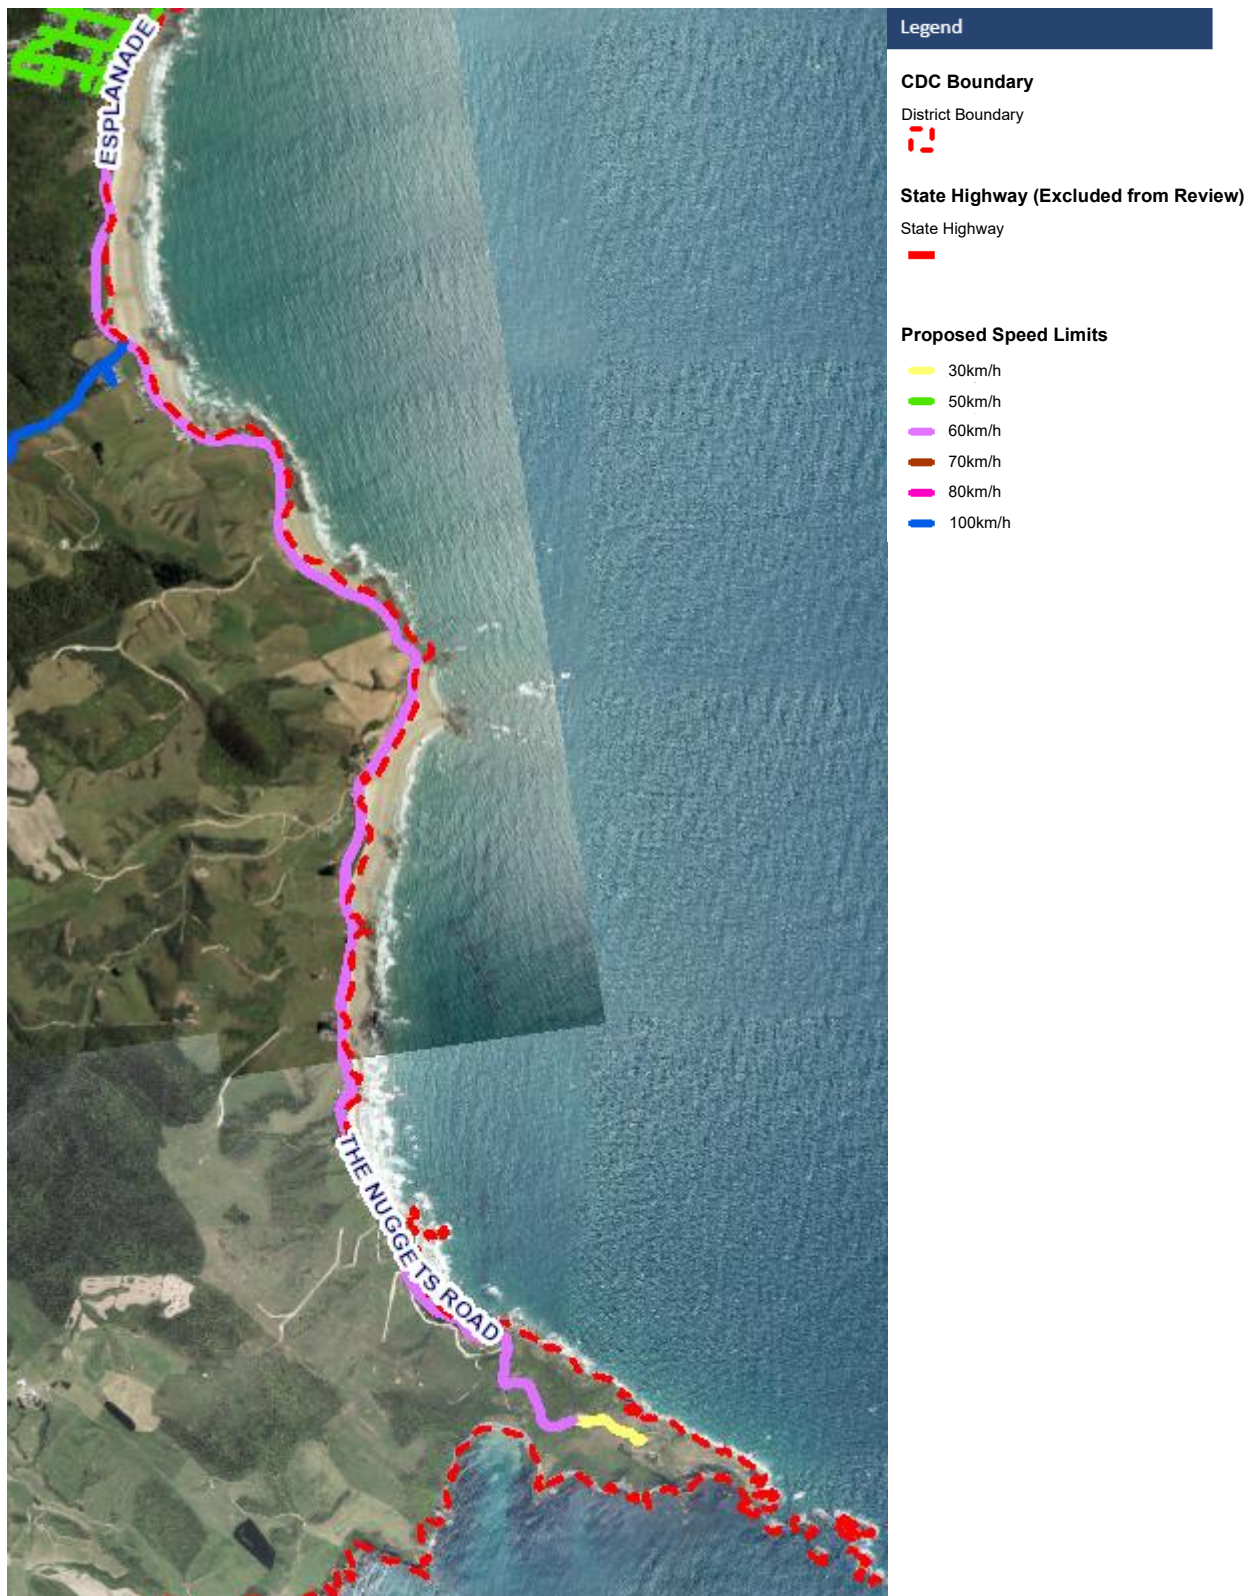 ESPLANADE
THE NUGGETS ROAD
Legend
CDC Boundary
District Boundary
State Highway (Excluded from Review)
State Highway
Proposed Speed Limits
30km/h
50km/h
60km/h
70km/h
80km/h
100km/h